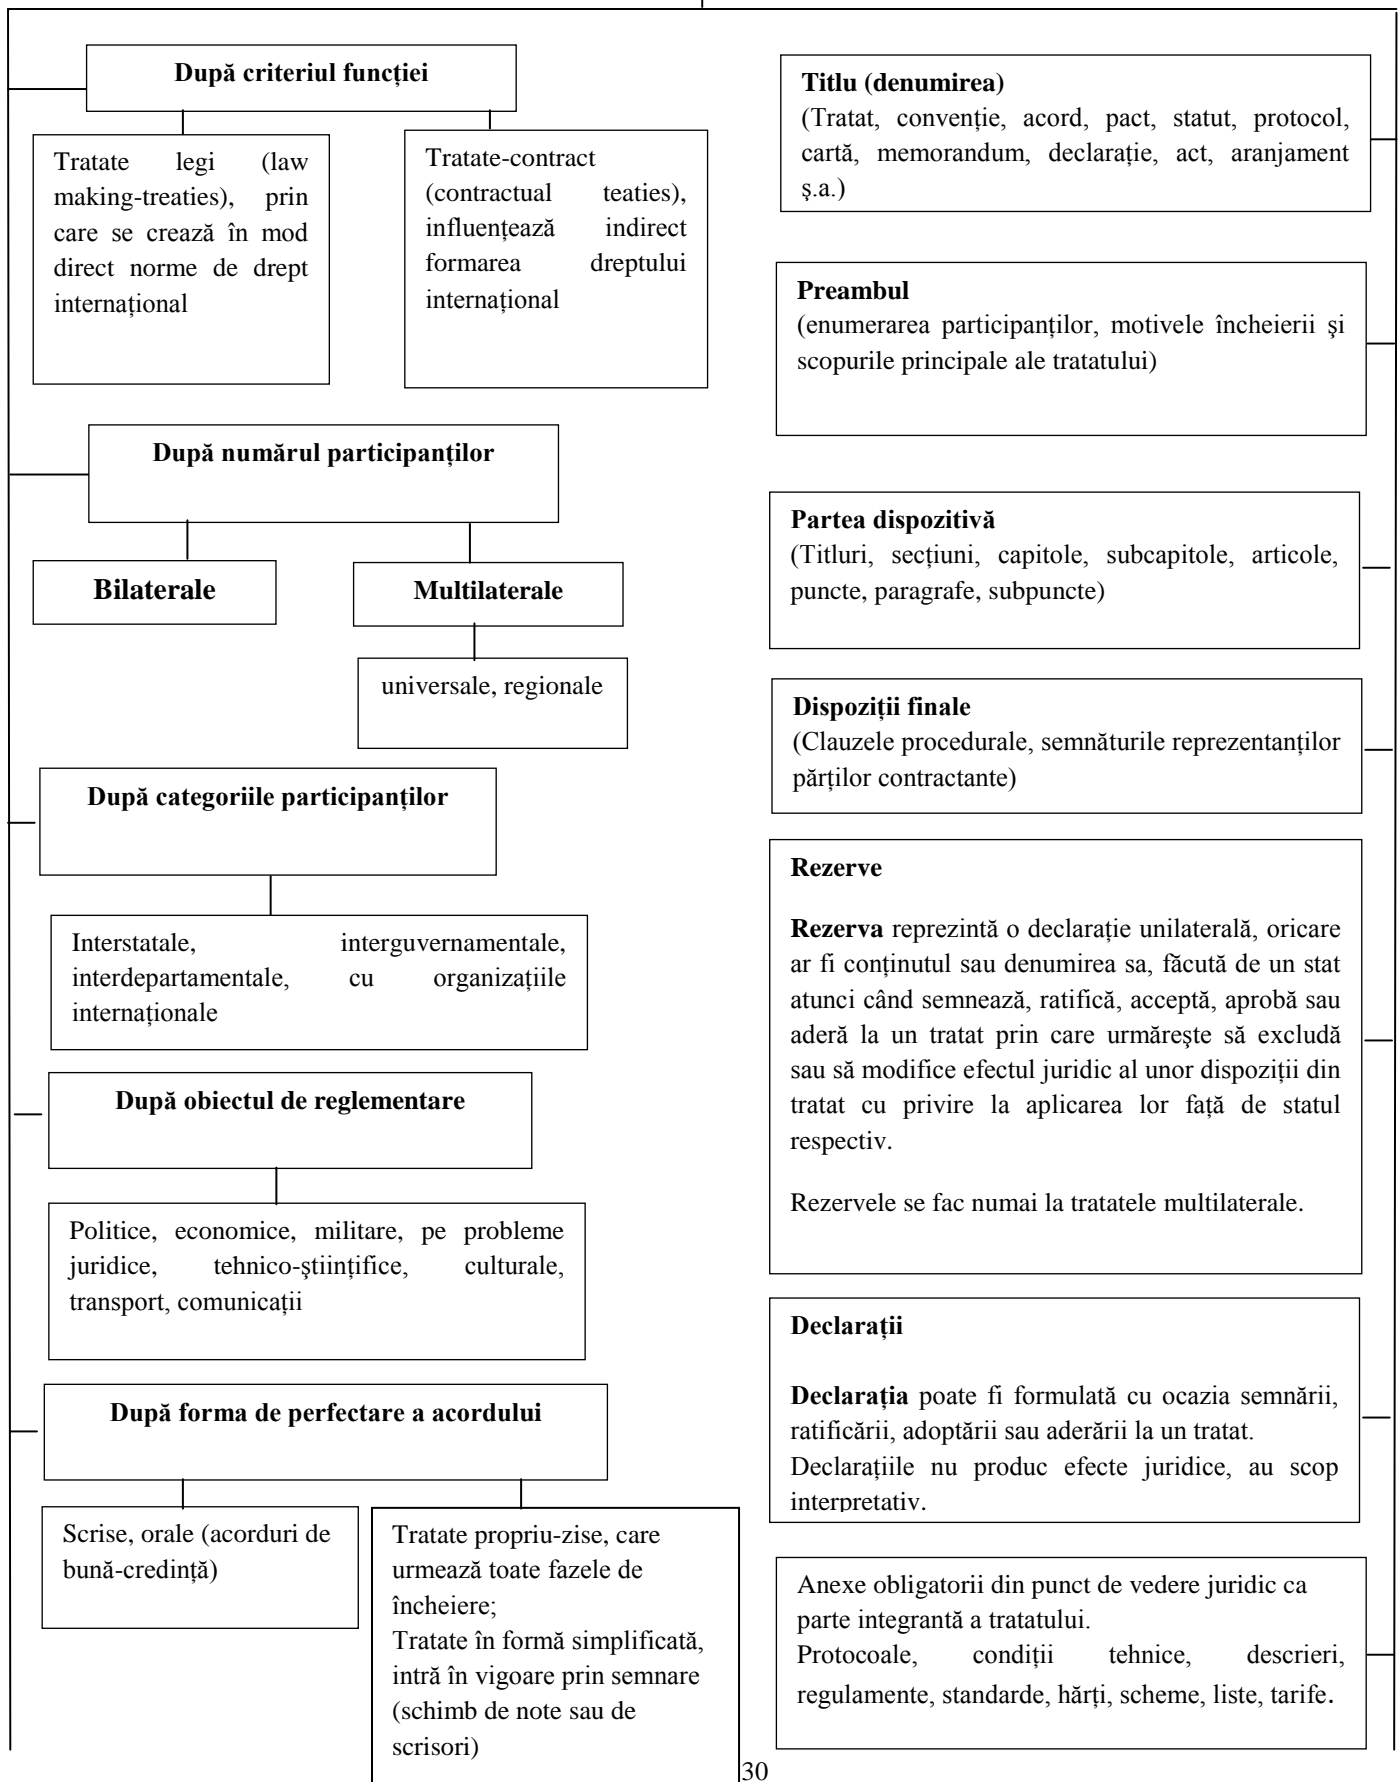 După criteriul funcției
Tratate legi (law
making-treaties), prin
care se crează în mod
direct norme de drept
internațional
Tratate-contract
(contractual teaties),
influențează indirect
formarea dreptului
internațional
După numărul participanților
Bilaterale
Multilaterale
universale, regionale
După categoriile participanților
Interstatale, interguvernamentale,
interdepartamentale, cu organizațiile
internaționale
După obiectul de reglementare
Politice, economice, militare, pe probleme
juridice, tehnico-ştiințifice, culturale,
transport, comunicații
După forma de perfectare a acordului
Scrise, orale (acorduri de
bună-credință)
Tratate propriu-zise, care
urmează toate fazele de
încheiere;
Tratate în formă simplificată,
intră în vigoare prin semnare
(schimb de note sau de
scrisori)
Titlu (denumirea)
(Tratat, convenție, acord, pact, statut, protocol,
cartă, memorandum, declarație, act, aranjament
ş.a.)
Preambul
(enumerarea participanților, motivele încheierii şi
scopurile principale ale tratatului)
Partea dispozitivă
(Titluri, secțiuni, capitole, subcapitole, articole,
puncte, paragrafe, subpuncte)
Dispoziții finale
(Clauzele procedurale, semnăturile reprezentanților
părților contractante)
Rezerve
Rezerva reprezintă o declarație unilaterală, oricare
ar fi conținutul sau denumirea sa, făcută de un stat
atunci când semnează, ratifică, acceptă, aprobă sau
aderă la un tratat prin care urmăreşte să excludă
sau să modifice efectul juridic al unor dispoziții din
tratat cu privire la aplicarea lor față de statul
respectiv.
Rezervele se fac numai la tratatele multilaterale.
Declarații
Declarația poate fi formulată cu ocazia semnării,
ratificării, adoptării sau aderării la un tratat.
Declarațiile nu produc efecte juridice, au scop
interpretativ.
Anexe obligatorii din punct de vedere juridic ca
parte integrantă a tratatului.
Protocoale, condiții tehnice, descrieri,
regulamente, standarde, hărți, scheme, liste, tarife.
30